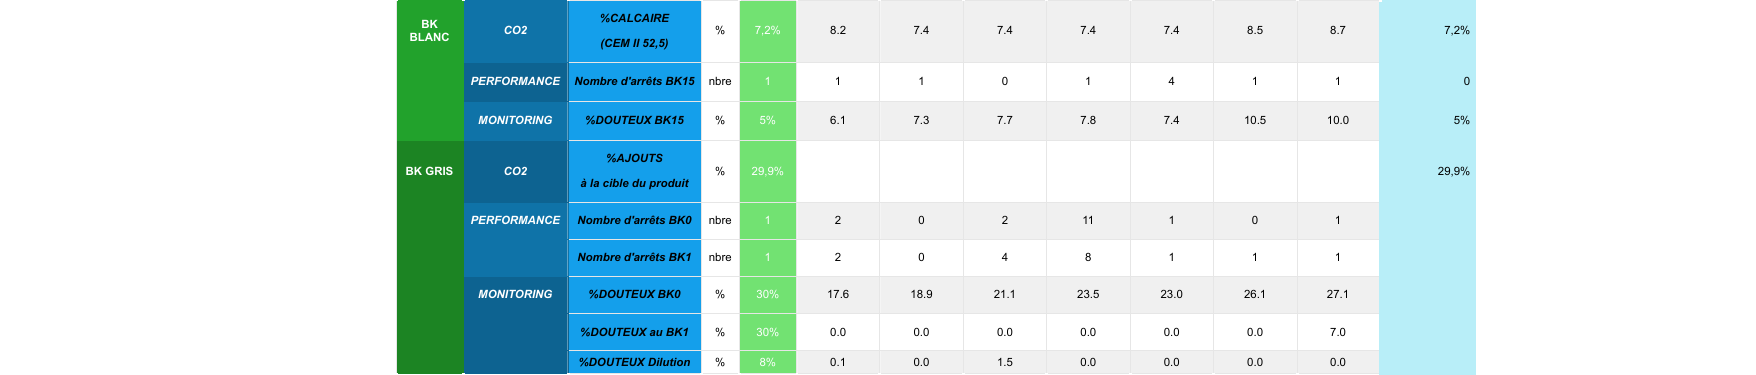 BK BLANC CO2 %CALCAIRE (CEM II 52,5) % 7,2% 8.2 7.4 7.4 7.4 7.4 8.5 8.7 7,2%
PERFORMANCE Nombre d'arrêts BK15 nbre 1 1 1 0 1 4 1 1 0
MONITORING %DOUTEUX BK15 % 5% 6.1 7.3 7.7 7.8 7.4 10.5 10.0 5%
BK GRIS CO2 %AJOUTS à la cible du produit % 29,9% 29,9%
PERFORMANCE Nombre d'arrêts BK0 nbre 1 2 0 2 11 1 0 1
Nombre d'arrêts BK1 nbre 1 2 0 4 8 1 1 1
MONITORING %DOUTEUX BK0 % 30% 17.6 18.9 21.1 23.5 23.0 26.1 27.1
%DOUTEUX au BK1 % 30% 0.0 0.0 0.0 0.0 0.0 0.0 7.0
%DOUTEUX Dilution % 8% 0.1 0.0 1.5 0.0 0.0 0.0 0.0